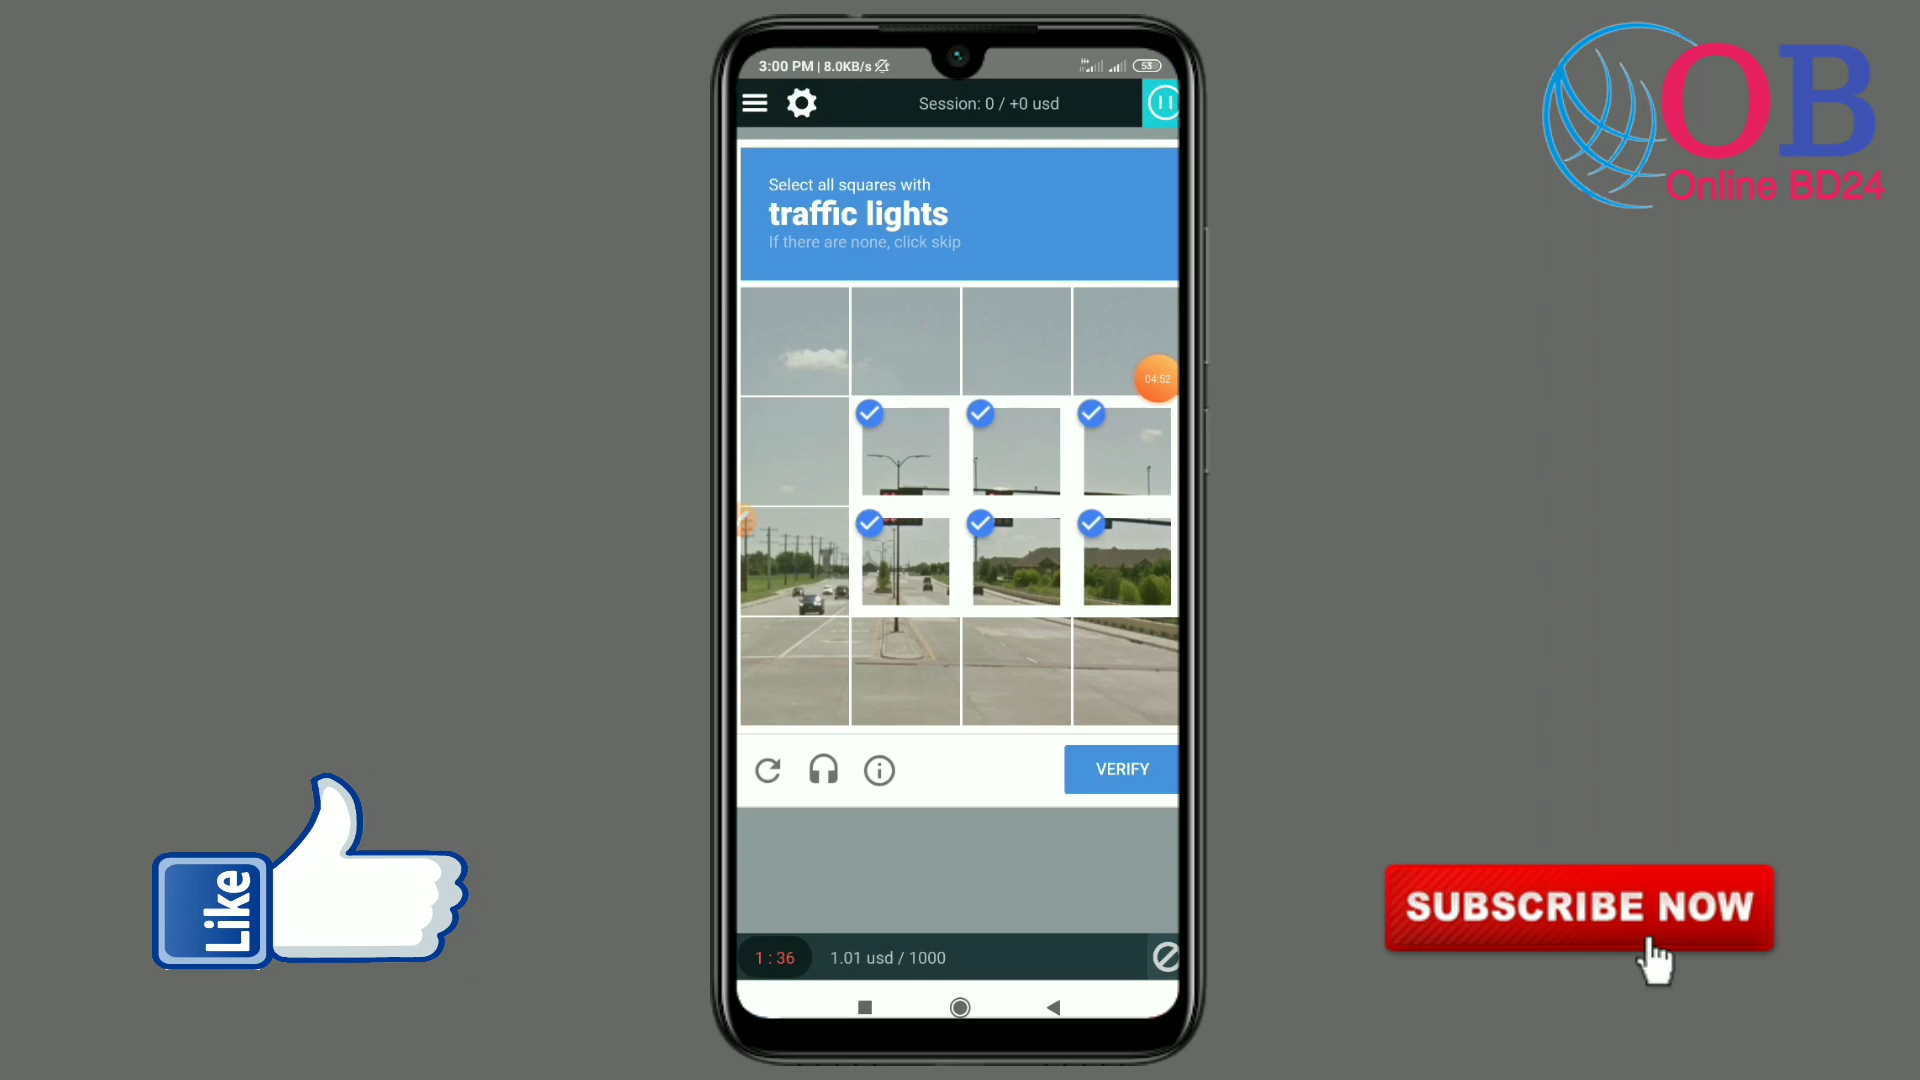 3:00 PM | 8.0KB/s
53
Session: 0 / +0 usd
OB
Online BD24
Select all squares with
traffic lights
If there are none, click skip
04:52
VERIFY
Like
SUBSCRIBE NOW
1 : 36
1.01 usd / 1000